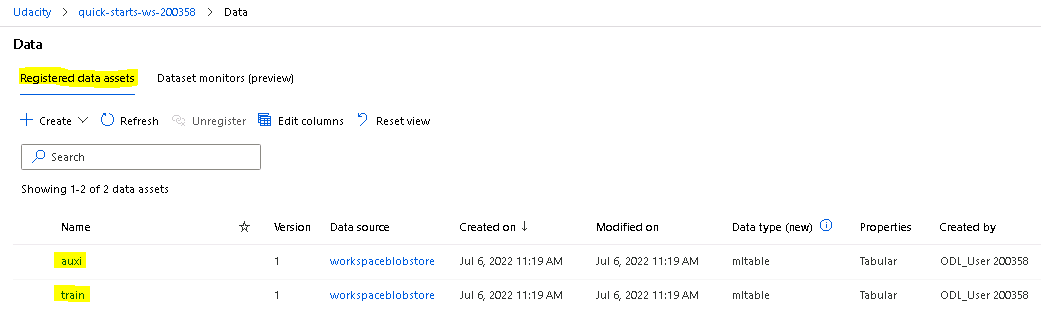 Udacity > quick-starts-ws-200358 > Data
Data
Registered data assets Dataset monitors (preview)
Create Refresh Unregister Edit columns Reset view
Search
Showing 1-2 of 2 data assets
Name Version Data source Created on ↓ Modified on Data type (new) Properties Created by
auxi 1 workspaceblobstore Jul 6, 2022 11:19 AM Jul 6, 2022 11:19 AM mltable Tabular ODL_User 200358
train 1 workspaceblobstore Jul 6, 2022 11:19 AM Jul 6, 2022 11:19 AM mltable Tabular ODL_User 200358